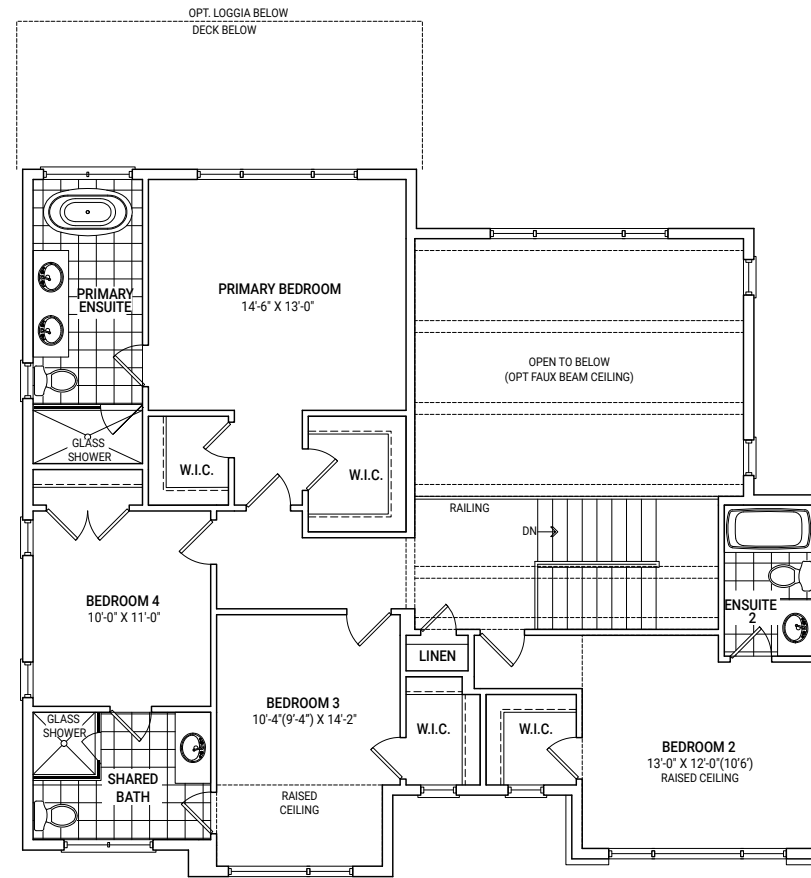 OPT. LOGGIA BELOW
DECK BELOW
PRIMARY
ENSUITE
PRIMARY BEDROOM
14'-6" X 13'-0"
OPEN TO BELOW
(OPT FAUX BEAM CEILING)
GLASS
SHOWER
W.I.C.
W.I.C.
RAILING
DN
BEDROOM 4
10'-0" X 11'-0"
ENSUITE
2
LINEN
GLASS
SHOWER
BEDROOM 3
10'-4"(9'-4") X 14'-2"
W.I.C.
W.I.C.
BEDROOM 2
13'-0" X 12'-0"(10'6')
RAISED CEILING
SHARED
BATH
RAISED
CEILING